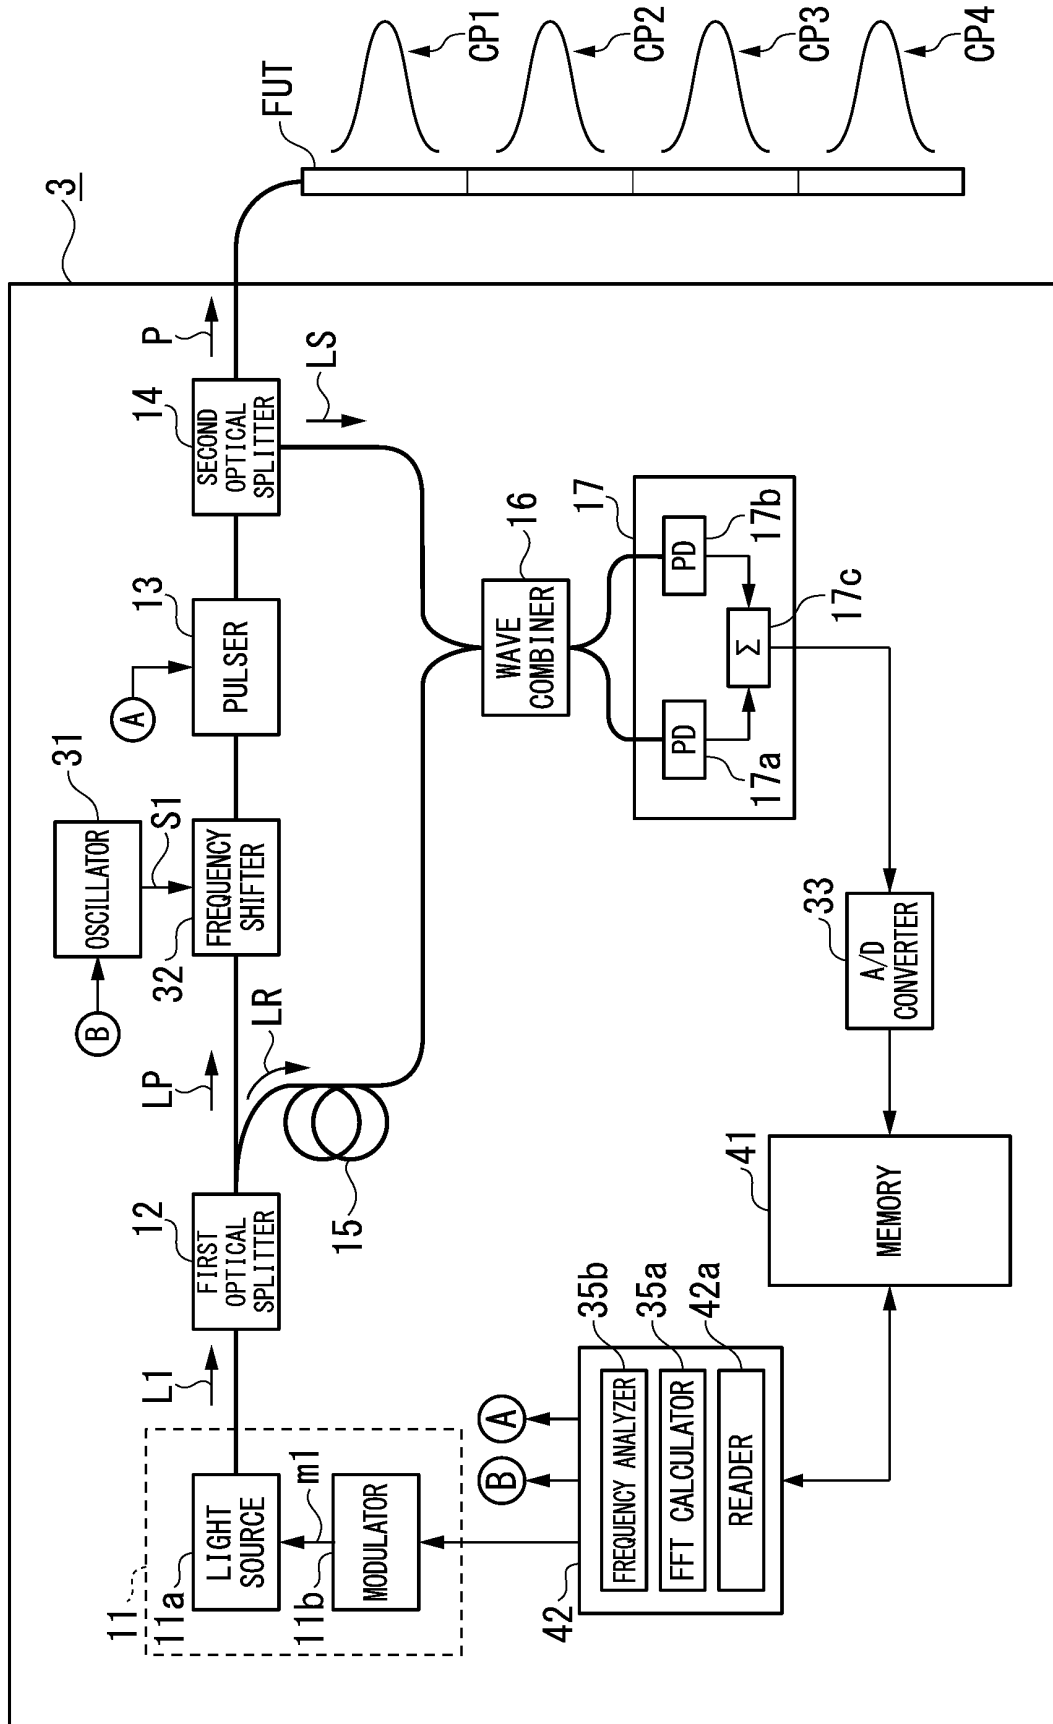 3
FUT
CP1
CP2
CP3
CP4
P
LS
14
SECOND
OPTICAL
SPLITTER
13
PULSER
A
31
OSCILLATOR
S1
B
32
FREQUENCY
SHIFTER
LP
LR
15
12
FIRST
OPTICAL
SPLITTER
L1
11
11a
LIGHT
SOURCE
m1
11b
MODULATOR
16
WAVE
COMBINER
17
PD
17a
PD
17b
Σ
17c
33
A/D
CONVERTER
41
MEMORY
42
B
A
FREQUENCY ANALYZER
35b
FFT CALCULATOR
35a
READER
42a